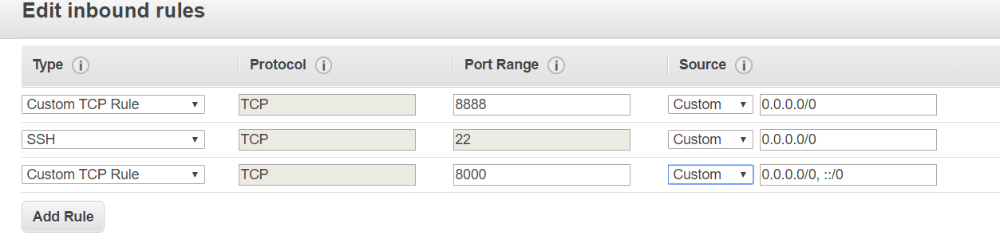 Edit inbound rules
Type Protocol Port Range Source
Custom TCP Rule TCP 8888 Custom 0.0.0.0/0
SSH TCP 22 Custom 0.0.0.0/0
Custom TCP Rule TCP 8000 Custom 0.0.0.0/0, ::/0
Add Rule